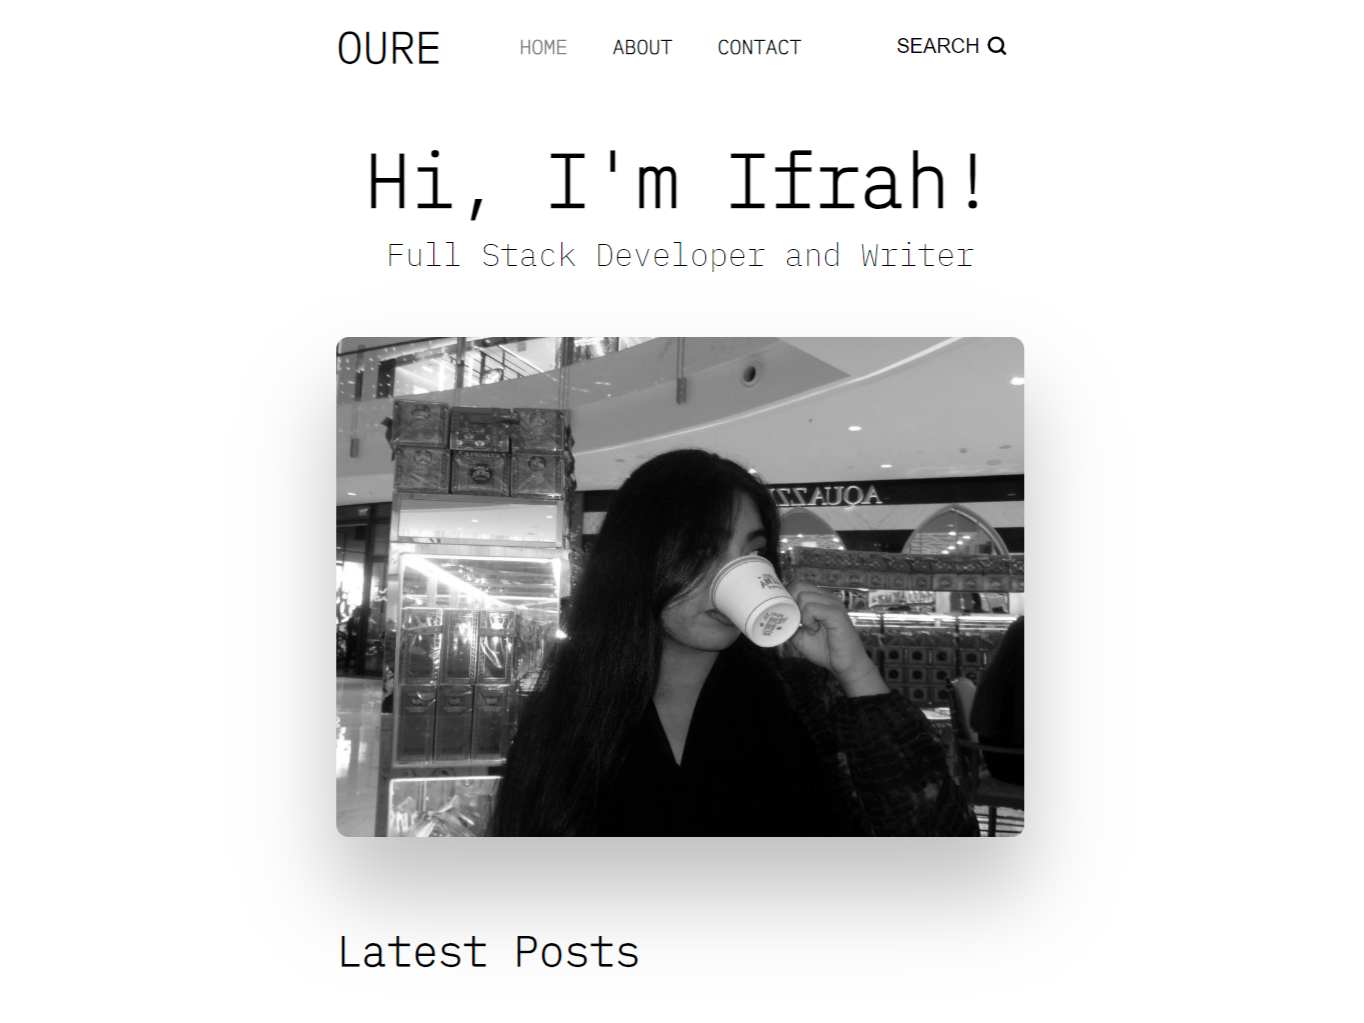 OURE
HOME ABOUT CONTACT
SEARCH
Hi, I'm Ifrah!
Full Stack Developer and Writer
Latest Posts